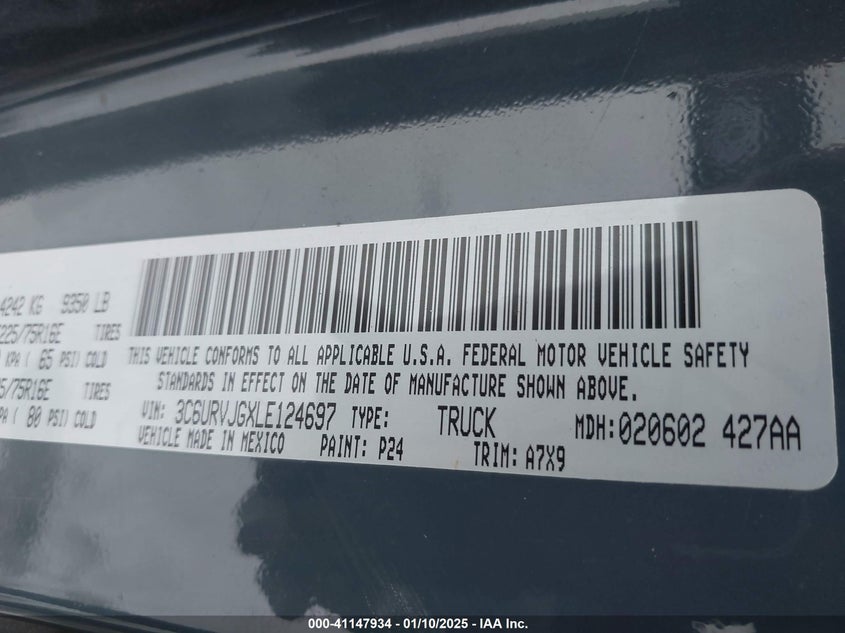 4242 KG 9350 LB
225/75R16E TIRES
KPA ( 65 PSI) COLD
5/75R16E TIRES
PA ( 80 PSI) COLD
THIS VEHICLE CONFORMS TO ALL APPLICABLE U.S.A. FEDERAL MOTOR VEHICLE SAFETY
STANDARDS IN EFFECT ON THE DATE OF MANUFACTURE SHOWN ABOVE.
VIN: 3C6URVJGXLE124697 TYPE: TRUCK MDH:020602 427AA
VEHICLE MADE IN MEXICO PAINT: P24 TRIM: A7X9
000-41147934 - 01/10/2025 - IAA Inc.